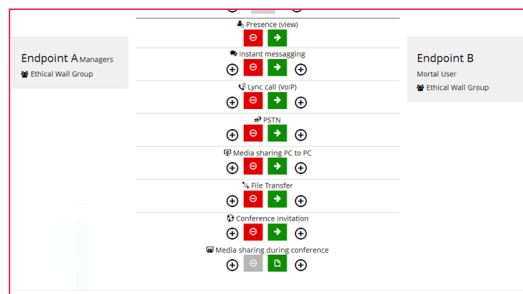 Presence (view)
Instant messagging
Endpoint A Managers
Ethical Wall Group
Endpoint B
Mortal User
Ethical Wall Group
Lync call (VoIP)
PSTN
Media sharing PC to PC
File Transfer
Conference Invitation
Media sharing during conference